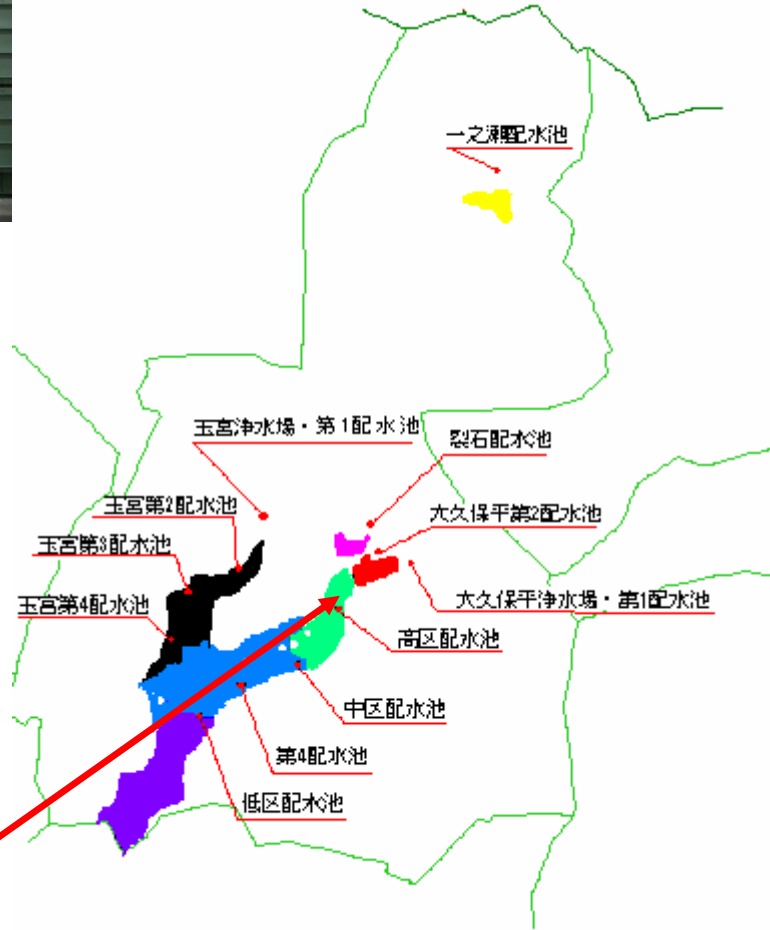 一之瀬配水池
玉宮浄水場・第1配水池
裂石配水池
玉宮第2配水池
大久保平第2配水池
玉宮第3配水池
玉宮第4配水池
大久保平浄水場・第1配水池
高区配水池
中区配水池
第4配水池
低区配水池